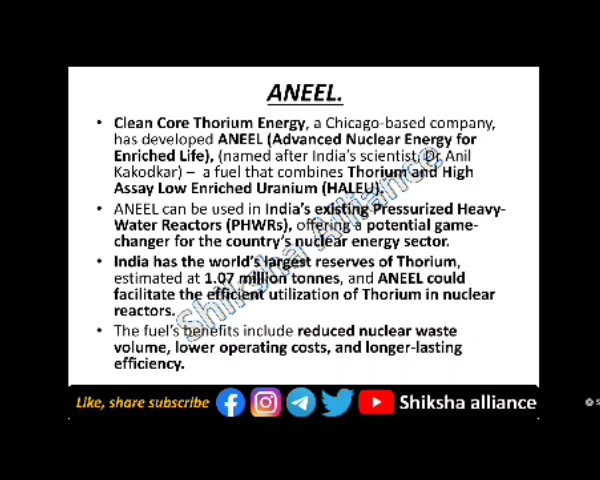 ANEEL.
• Clean Core Thorium Energy, a Chicago-based company,
has developed ANEEL (Advanced Nuclear Energy for
Enriched Life), (named after India's scientist, Dr Anil
Kakodkar) – a fuel that combines Thorium and High
Assay Low Enriched Uranium (HALEU).
• ANEEL can be used in India's existing Pressurized Heavy-
Water Reactors (PHWRs), offering a potential game-
changer for the country's nuclear energy sector.
• India has the world's largest reserves of Thorium,
estimated at 1.07 million tonnes, and ANEEL could
facilitate the efficient utilization of Thorium in nuclear
reactors.
• The fuel's benefits include reduced nuclear waste
volume, lower operating costs, and longer-lasting
efficiency.
Shiksha Alliance
Like, share subscribe Shiksha alliance